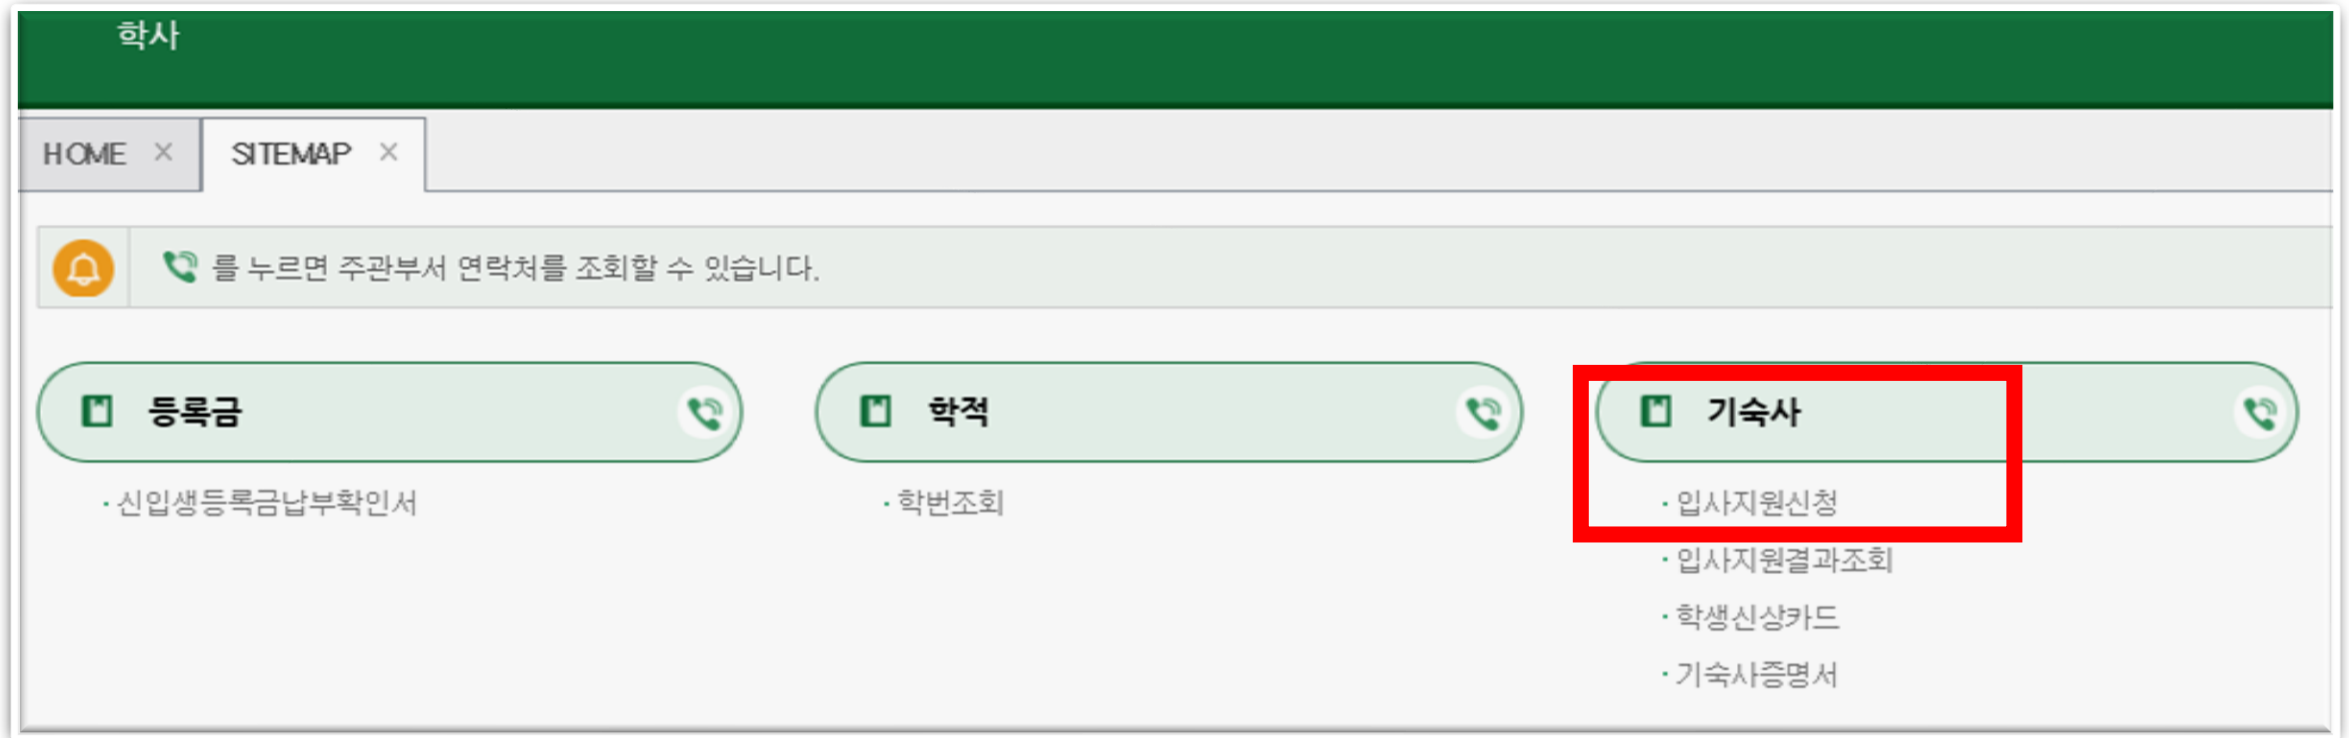 학사
HOME ×
SITEMAP ×
를 누르면 주관부서 연락처를 조회할 수 있습니다.
등록금
· 신입생등록금납부확인서
학적
· 학번조회
기숙사
· 입사지원신청
· 입사지원결과조회
· 학생신상카드
· 기숙사증명서